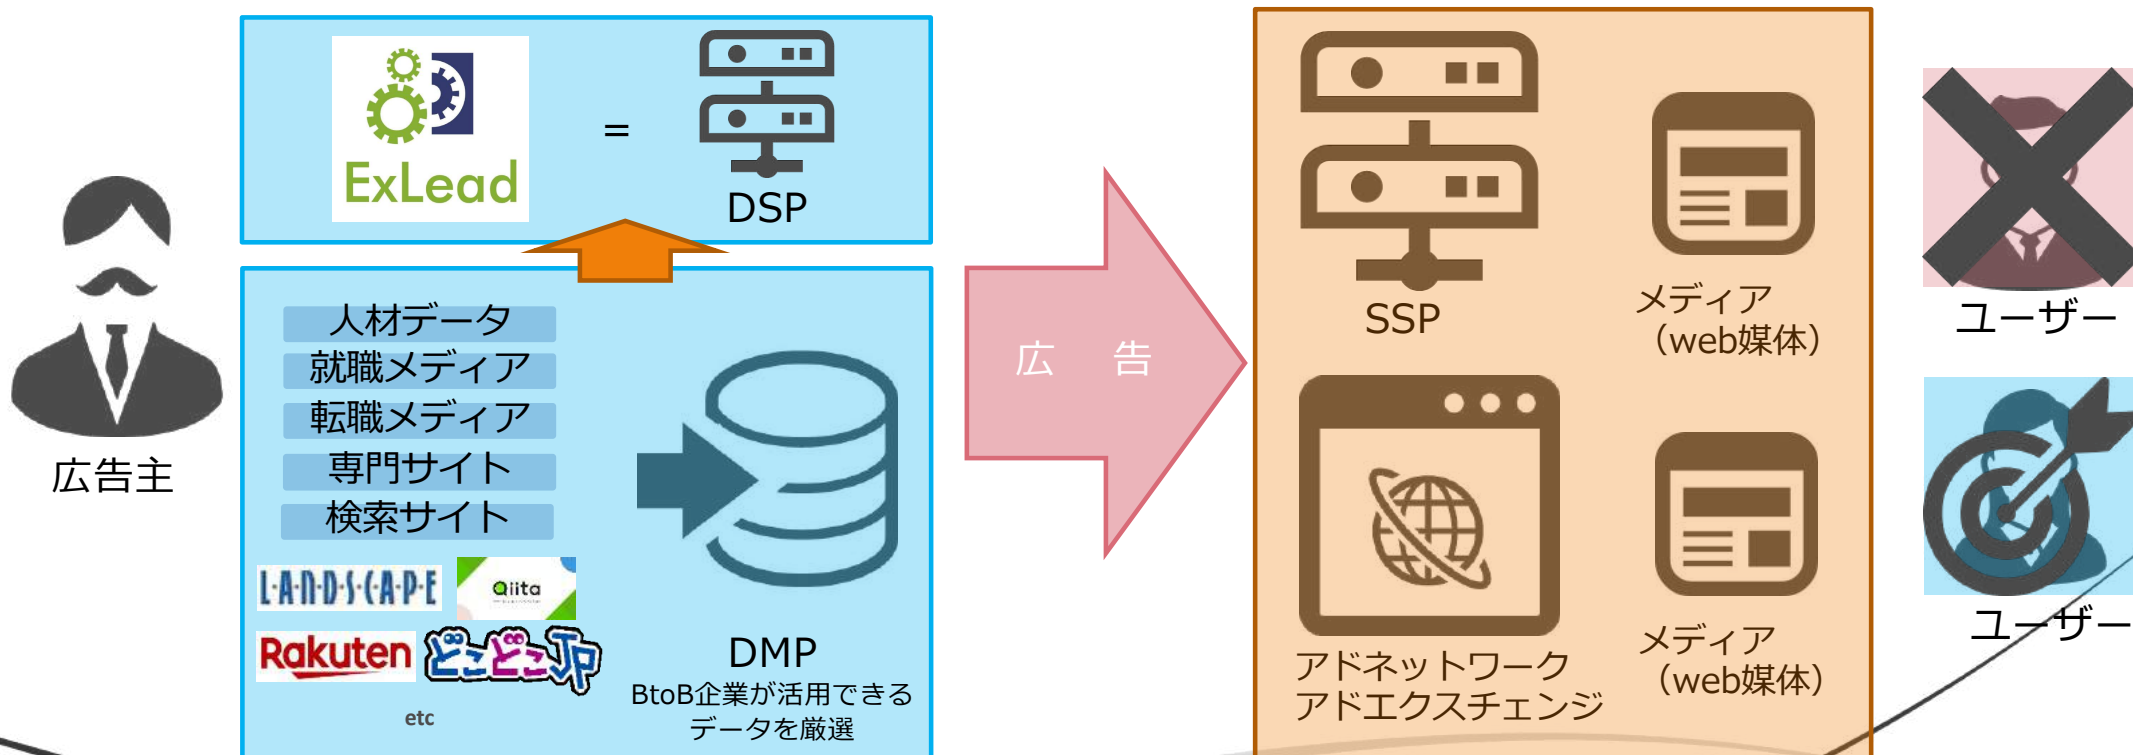 広告主
ExLead
=
DSP
人材データ
就職メディア
転職メディア
専門サイト
検索サイト
LANDSCAPE
Qiita
Rakuten
どこどこJP
etc
DMP
BtoB企業が活用できる
データを厳選
広 告
SSP
メディア
（web媒体）
アドネットワーク
アドエクスチェンジ
メディア
（web媒体）
ユーザー
ユーザー